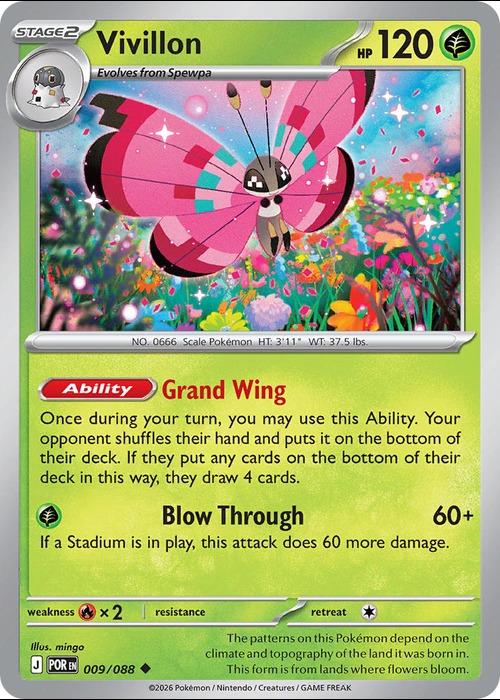 STAGE2 Vivillon HP 120
Evolves from Spewpa
NO. 0666 Scale Pokémon HT: 3'11" WT: 37.5 lbs.
Ability Grand Wing
Once during your turn, you may use this Ability. Your
opponent shuffles their hand and puts it on the bottom of
their deck. If they put any cards on the bottom of their
deck in this way, they draw 4 cards.
Blow Through 60+
If a Stadium is in play, this attack does 60 more damage.
weakness ×2 resistance retreat
Illus. mingo
J POR EN 009/088
The patterns on this Pokémon depend on the
climate and topography of the land it was born in.
This form is from lands where flowers bloom.
©2026 Pokémon / Nintendo / Creatures / GAME FREAK